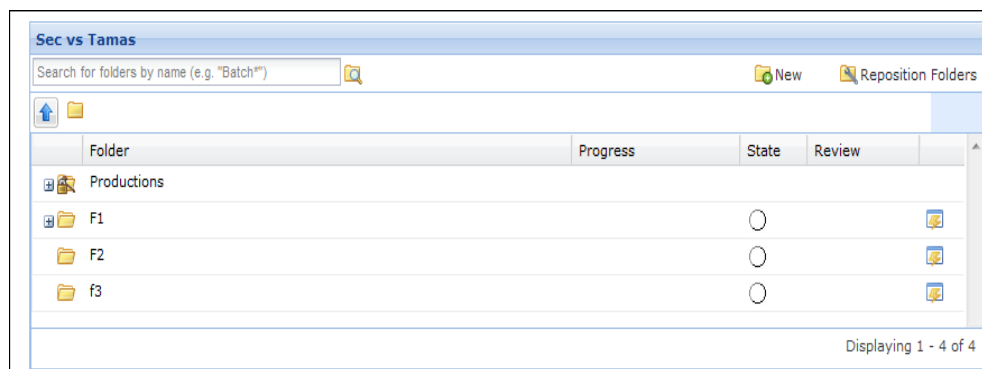 Sec vs Tamas
Search for folders by name (e.g. "Batch*") New Reposition Folders
Folder Progress State Review
Productions
F1
F2
f3
Displaying 1 - 4 of 4